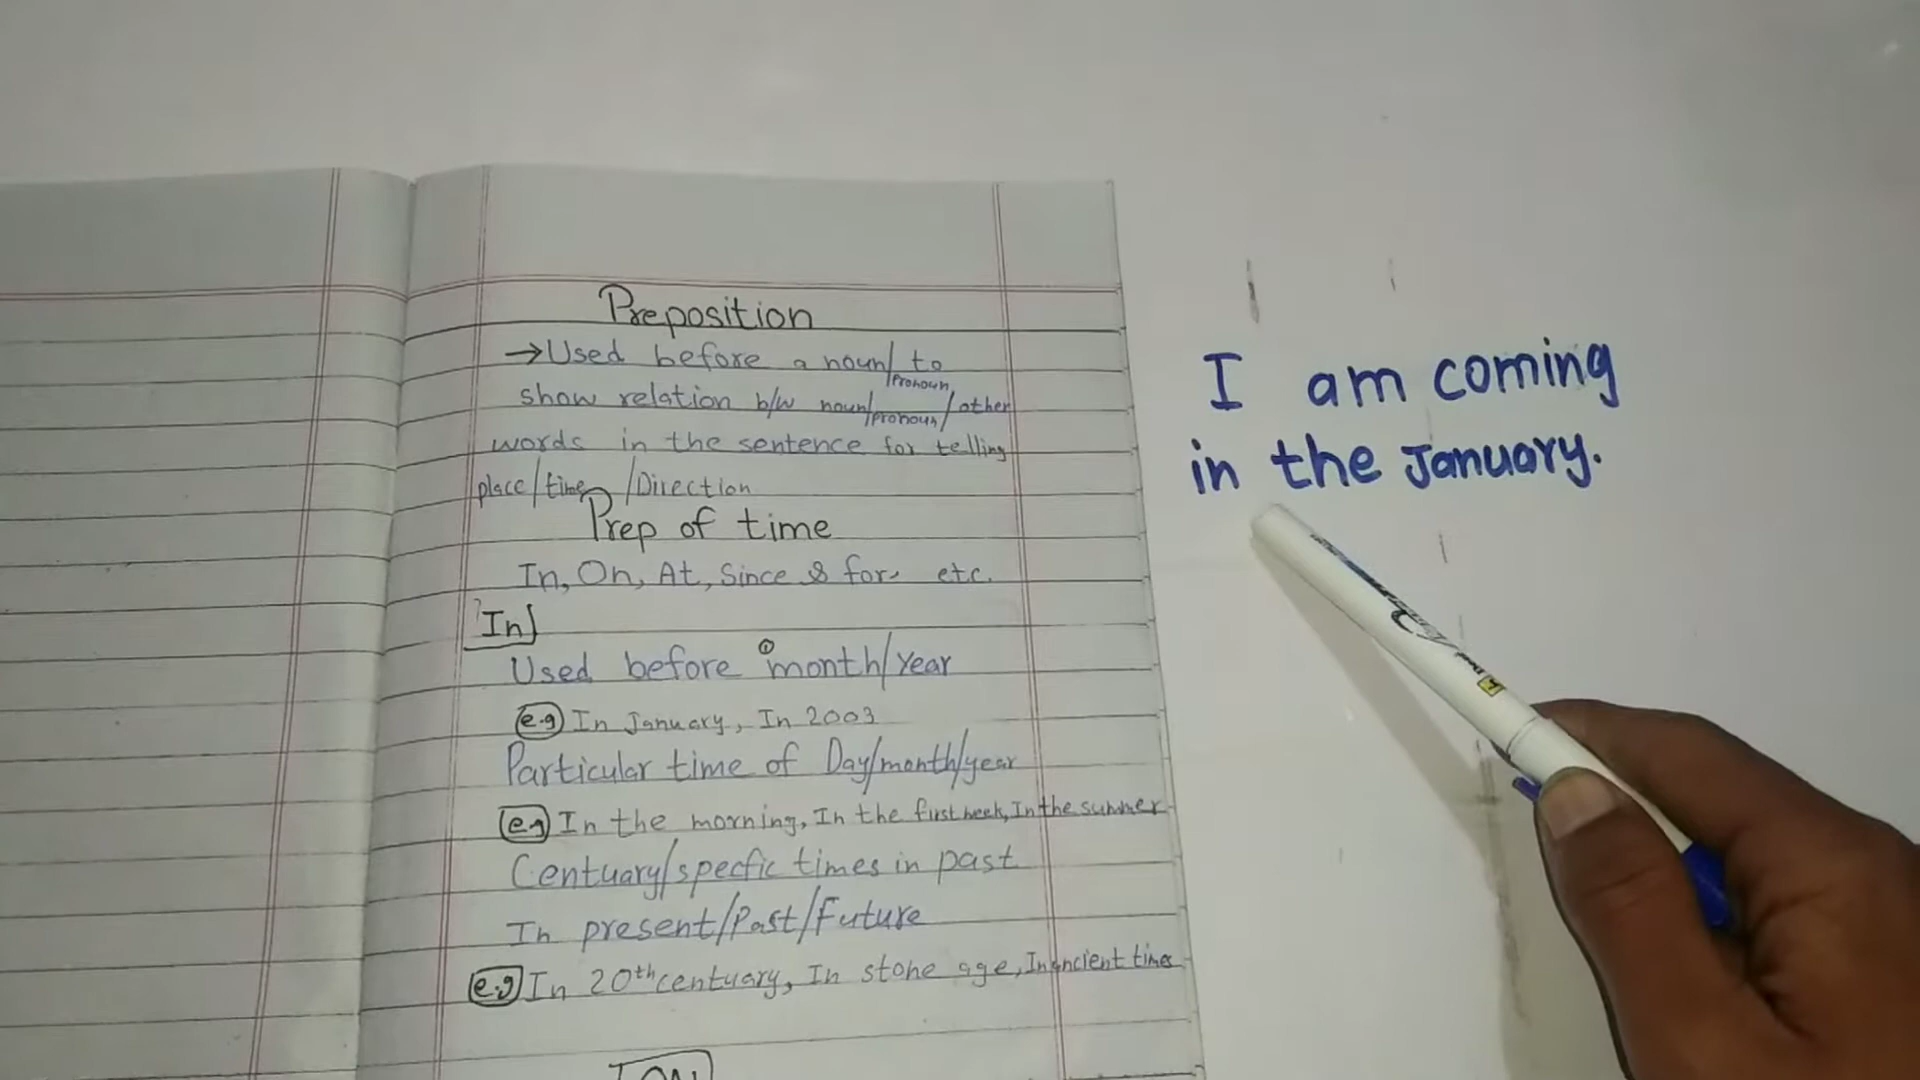 Preposition
→ Used before a noun/pronoun to
show relation b/w noun/pronoun/other
words in the sentence for telling
place/time/Direction
Prep of time
In, On, At, Since & for etc.
In
Used before ① month/year
e.g In January, In 2003
Particular time of Day/month/year
e.g In the morning, In the first week, In the summer
Centuary/specfic times in past
In present/Past/Future
e.g In 20th centuary, In stone age, In ancient times
ON
I am coming
in the January.